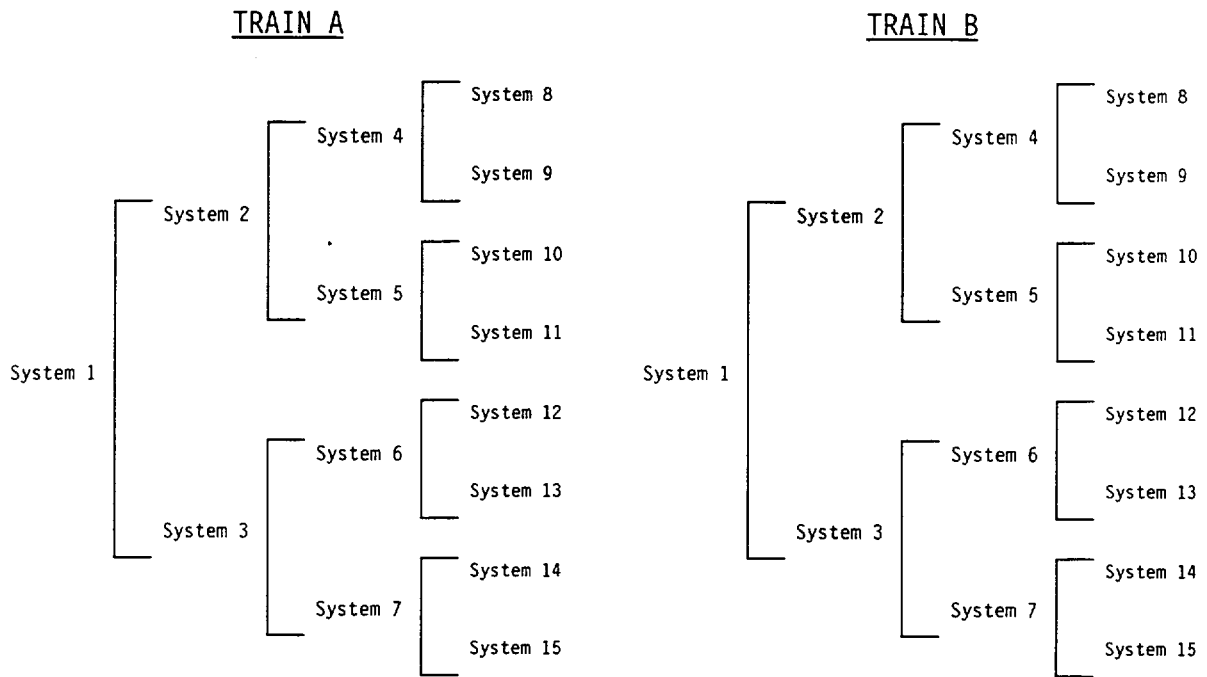 TRAIN A
System 1
System 2
System 3
System 4
System 5
System 6
System 7
System 8
System 9
System 10
System 11
System 12
System 13
System 14
System 15
TRAIN B
System 1
System 2
System 3
System 4
System 5
System 6
System 7
System 8
System 9
System 10
System 11
System 12
System 13
System 14
System 15